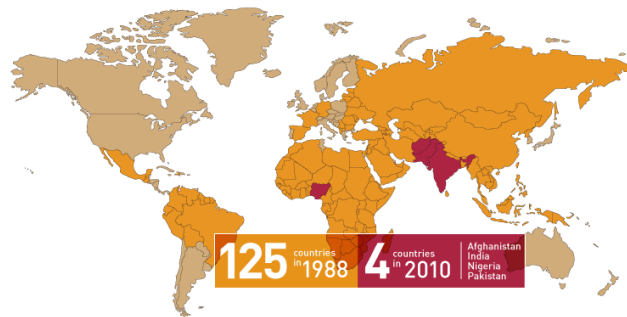 125 countries
in 1988
4 countries
in 2010
Afghanistan
India
Nigeria
Pakistan